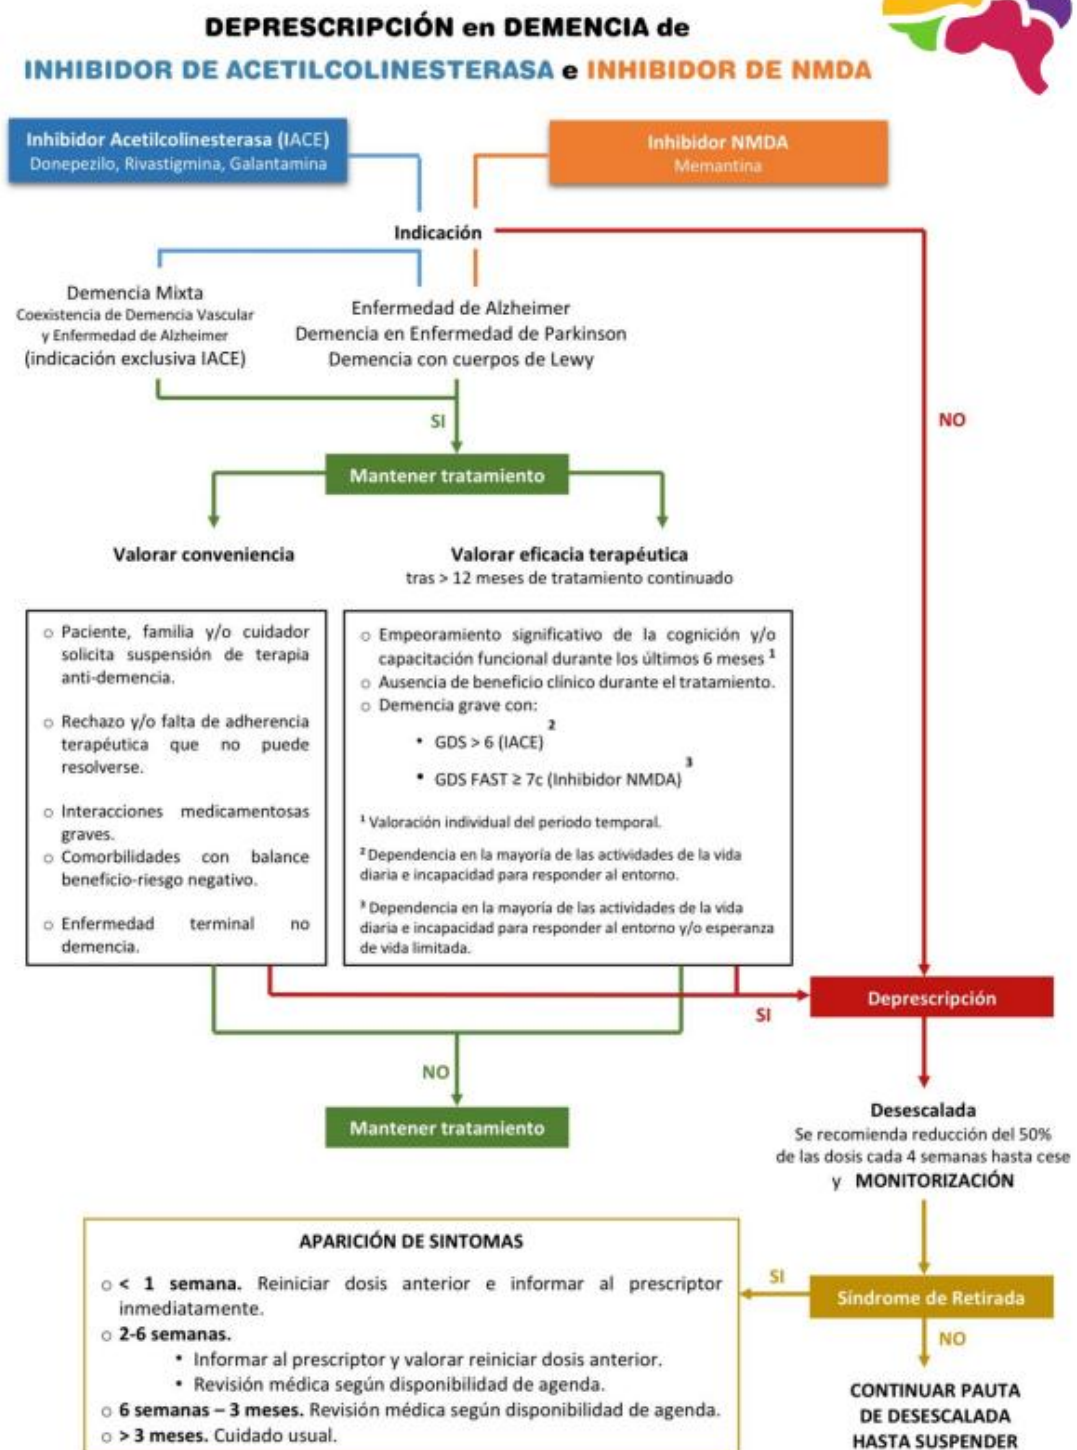 DEPRESCRIPCIÓN en DEMENCIA de
INHIBIDOR DE ACETILCOLINESTERASA e INHIBIDOR DE NMDA
Inhibidor Acetilcolinesterasa (IACE)
Donepezilo, Rivastigmina, Galantamina
Inhibidor NMDA
Memantina
Indicación
Demencia Mixta
Coexistencia de Demencia Vascular
y Enfermedad de Alzheimer
(indicación exclusiva IACE)
Enfermedad de Alzheimer
Demencia en Enfermedad de Parkinson
Demencia con cuerpos de Lewy
SI
NO
Mantener tratamiento
Valorar conveniencia
Valorar eficacia terapéutica
tras > 12 meses de tratamiento continuado
○ Paciente, familia y/o cuidador
solicita suspensión de terapia
anti-demencia.
○ Rechazo y/o falta de adherencia
terapéutica que no puede
resolverse.
○ Interacciones medicamentosas
graves.
○ Comorbilidades con balance
beneficio-riesgo negativo.
○ Enfermedad terminal no
demencia.
○ Empeoramiento significativo de la cognición y/o
capacitación funcional durante los últimos 6 meses ¹
○ Ausencia de beneficio clínico durante el tratamiento.
○ Demencia grave con:
• GDS > 6 (IACE) ²
• GDS FAST ≥ 7c (Inhibidor NMDA) ³
¹ Valoración individual del periodo temporal.
² Dependencia en la mayoría de las actividades de la vida
diaria e incapacidad para responder al entorno.
³ Dependencia en la mayoría de las actividades de la vida
diaria e incapacidad para responder al entorno y/o esperanza
de vida limitada.
SI
Deprescripción
NO
Mantener tratamiento
Desescalada
Se recomienda reducción del 50%
de las dosis cada 4 semanas hasta cese
y MONITORIZACIÓN
SI
Síndrome de Retirada
NO
CONTINUAR PAUTA
DE DESESCALADA
HASTA SUSPENDER
APARICIÓN DE SINTOMAS
○ < 1 semana. Reiniciar dosis anterior e informar al prescriptor
inmediatamente.
○ 2-6 semanas.
• Informar al prescriptor y valorar reiniciar dosis anterior.
• Revisión médica según disponibilidad de agenda.
○ 6 semanas – 3 meses. Revisión médica según disponibilidad de agenda.
○ > 3 meses. Cuidado usual.